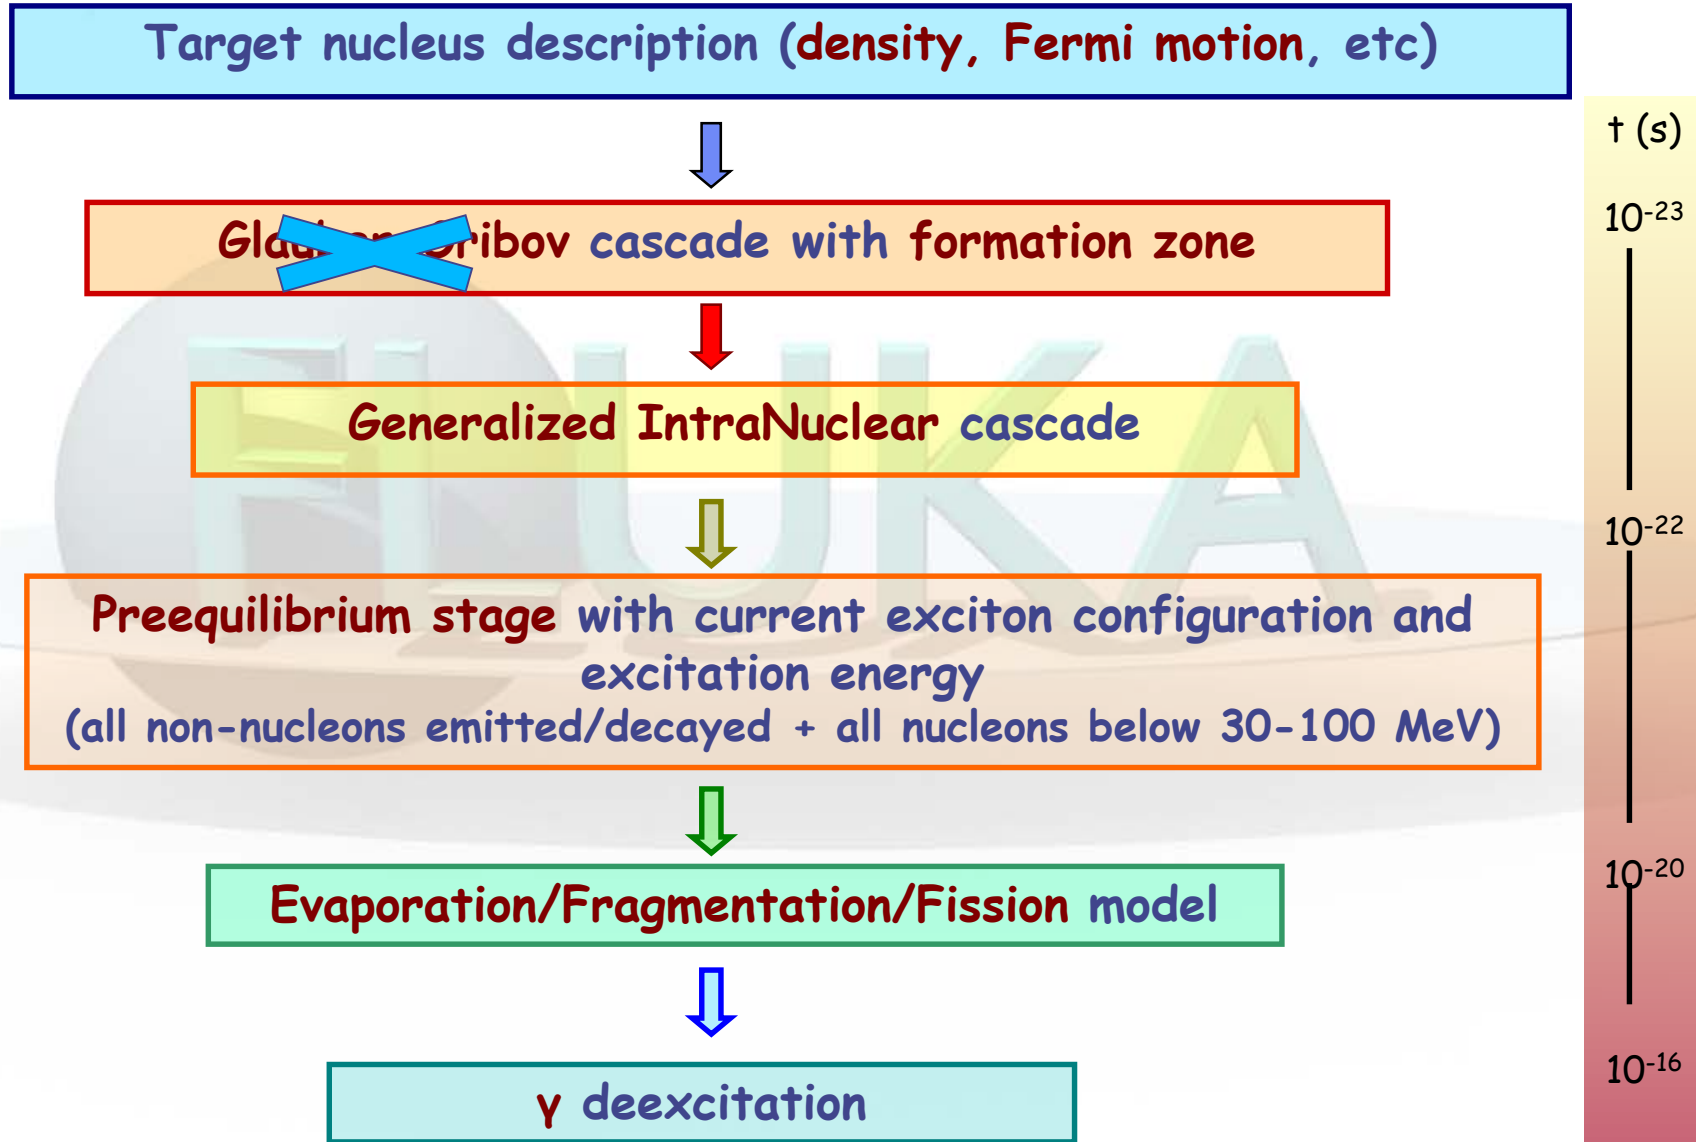 Target nucleus description (density, Fermi motion, etc)
t (s)
10⁻²³
cascade with formation zone
Generalized IntraNuclear cascade
10⁻²²
Preequilibrium stage with current exciton configuration and
excitation energy
(all non-nucleons emitted/decayed + all nucleons below 30-100 MeV)
10⁻²⁰
Evaporation/Fragmentation/Fission model
10⁻¹⁶
γ deexcitation
FLUKA